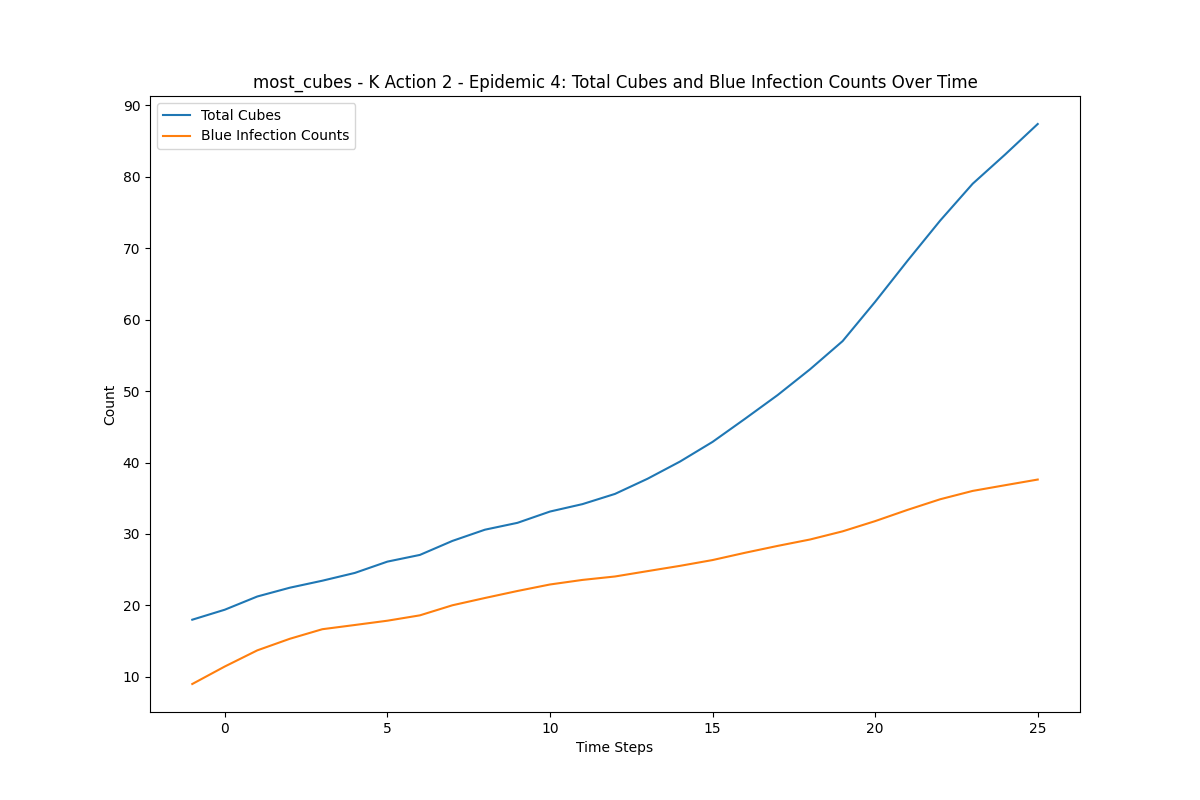 most_cubes - K Action 2 - Epidemic 4: Total Cubes and Blue Infection Counts Over Time
Total Cubes
Blue Infection Counts
Count
90
80
70
60
50
40
30
20
10
0 5 10 15 20 25
Time Steps